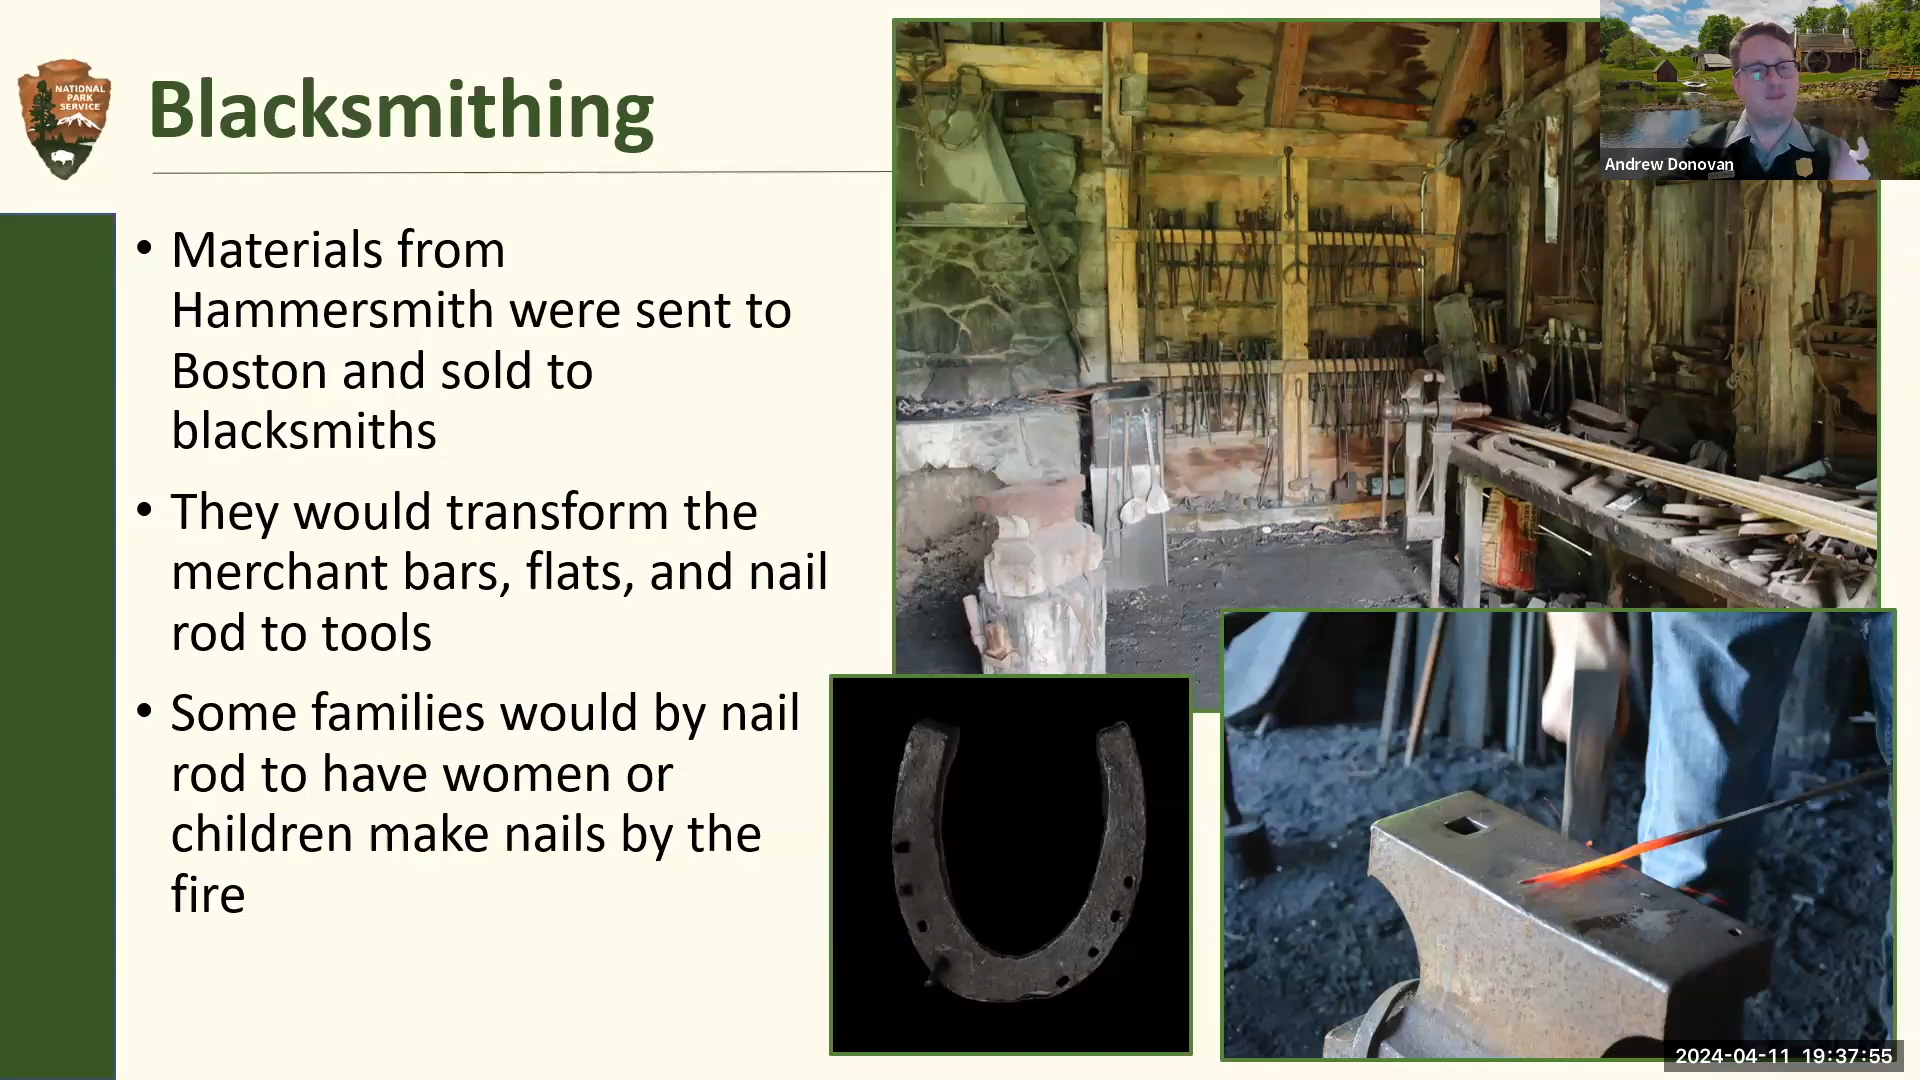 NATIONAL
PARK
SERVICE
Blacksmithing
Andrew Donovan
• Materials from
Hammersmith were sent to
Boston and sold to
blacksmiths
• They would transform the
merchant bars, flats, and nail
rod to tools
• Some families would by nail
rod to have women or
children make nails by the
fire
2024-04-11 19:37:55